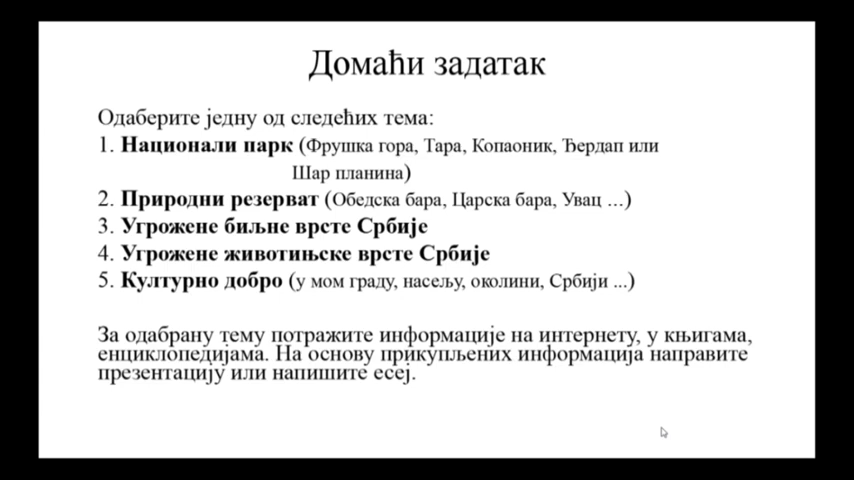 Домаћи задатак
Одаберите једну од следећих тема:
1. Национали парк (Фрушка гора, Тара, Копаоник, Ђердап или
Шар планина)
2. Природни резерват (Обедска бара, Царска бара, Увац ...)
3. Угрожене биљне врсте Србије
4. Угрожене животињске врсте Србије
5. Културно добро (у мом граду, насељу, околини, Србији ...)
За одабрану тему потражите информације на интернету, у књигама,
енциклопедијама. На основу прикупљених информација направите
презентацију или напишите есеј.